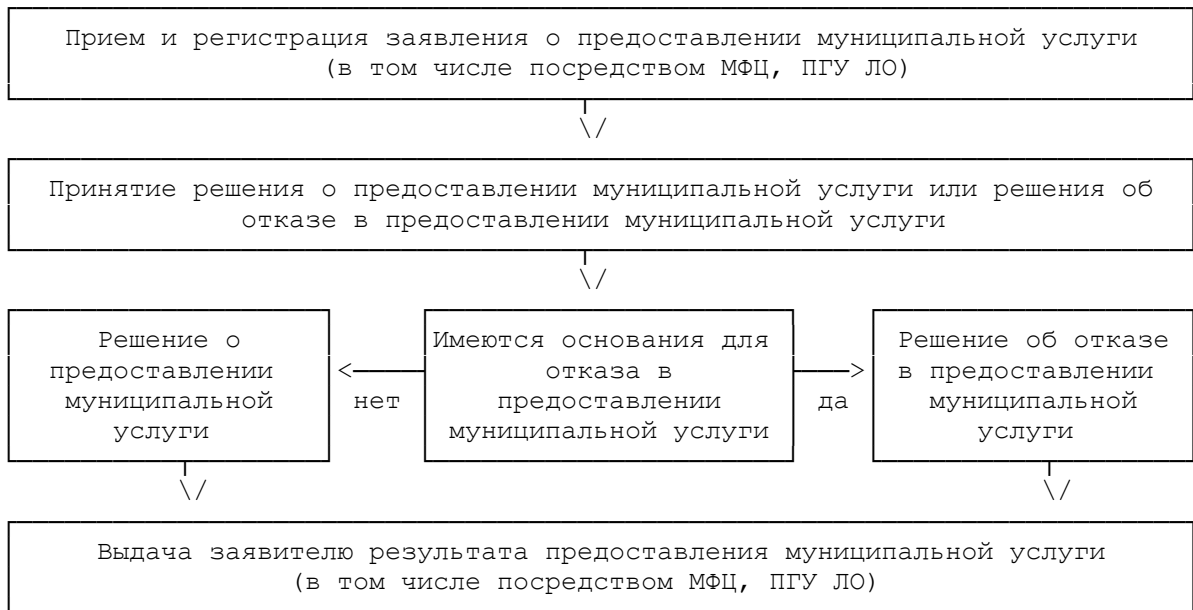 Прием и регистрация заявления о предоставлении муниципальной услуги
(в том числе посредством МФЦ, ПГУ ЛО)
\/
Принятие решения о предоставлении муниципальной услуги или решения об
отказе в предоставлении муниципальной услуги
\/
Решение о
предоставлении
муниципальной
услуги
<
нет
Имеются основания для
отказа в
предоставлении
муниципальной услуги
>
да
Решение об отказе
в предоставлении
муниципальной
услуги
\/
\/
Выдача заявителю результата предоставления муниципальной услуги
(в том числе посредством МФЦ, ПГУ ЛО)